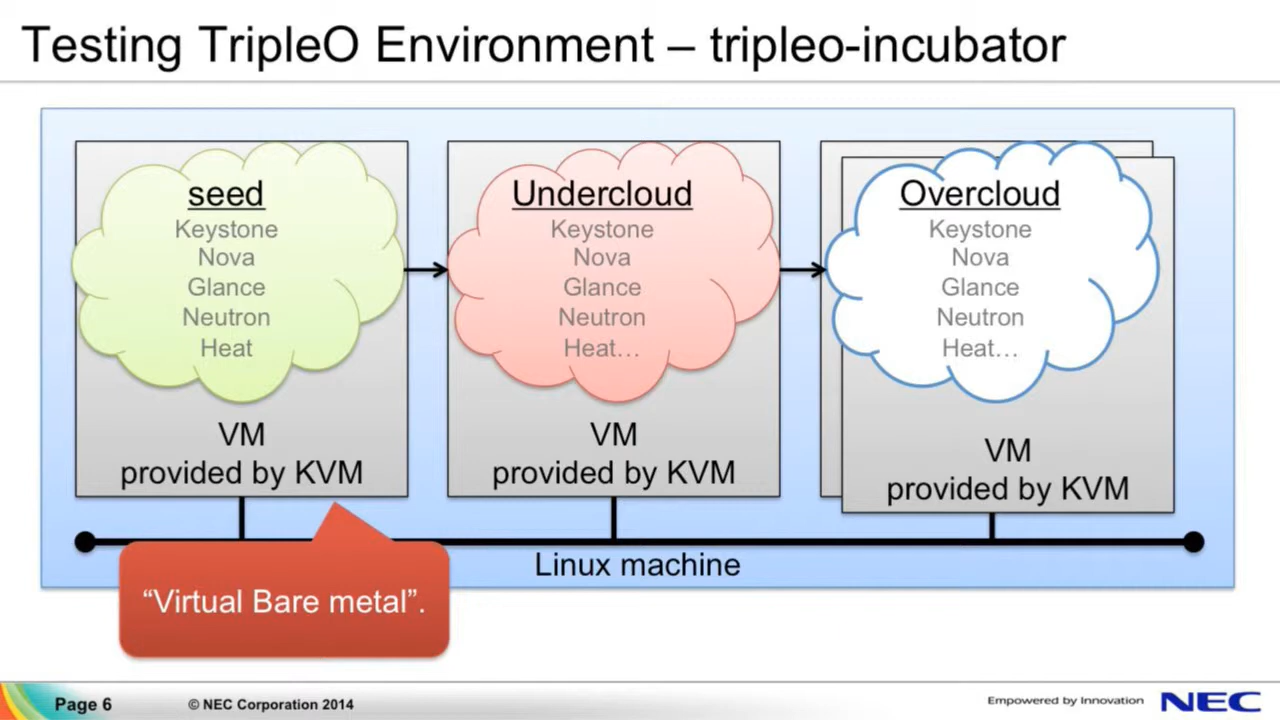 Testing TripleO Environment – tripleo-incubator
seed
Keystone
Nova
Glance
Neutron
Heat
VM
provided by KVM
Undercloud
Keystone
Nova
Glance
Neutron
Heat…
VM
provided by KVM
Overcloud
Keystone
Nova
Glance
Neutron
Heat…
VM
provided by KVM
Linux machine
“Virtual Bare metal”.
Page 6
© NEC Corporation 2014
Empowered by Innovation
NEC